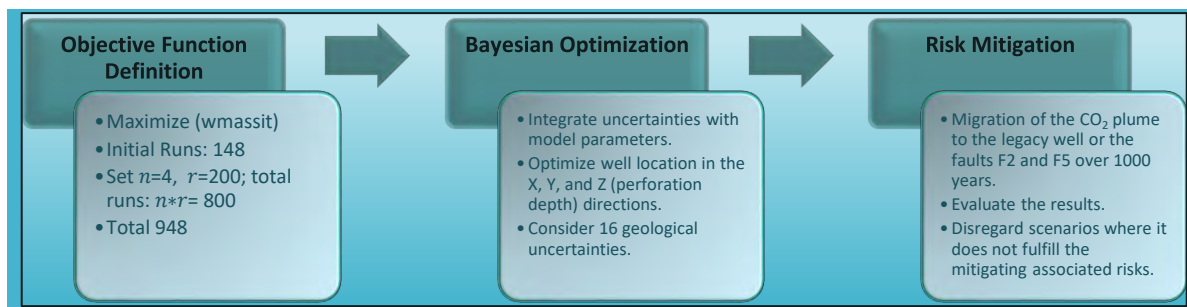 Objective Function
Definition
• Maximize (wmassit)
• Initial Runs: 148
• Set n=4, r=200; total
runs: n∗r= 800
• Total 948
Bayesian Optimization
• Integrate uncertainties with
model parameters.
• Optimize well location in the
X, Y, and Z (perforation
depth) directions.
• Consider 16 geological
uncertainties.
Risk Mitigation
• Migration of the CO₂ plume
to the legacy well or the
faults F2 and F5 over 1000
years.
• Evaluate the results.
• Disregard scenarios where it
does not fulfill the
mitigating associated risks.